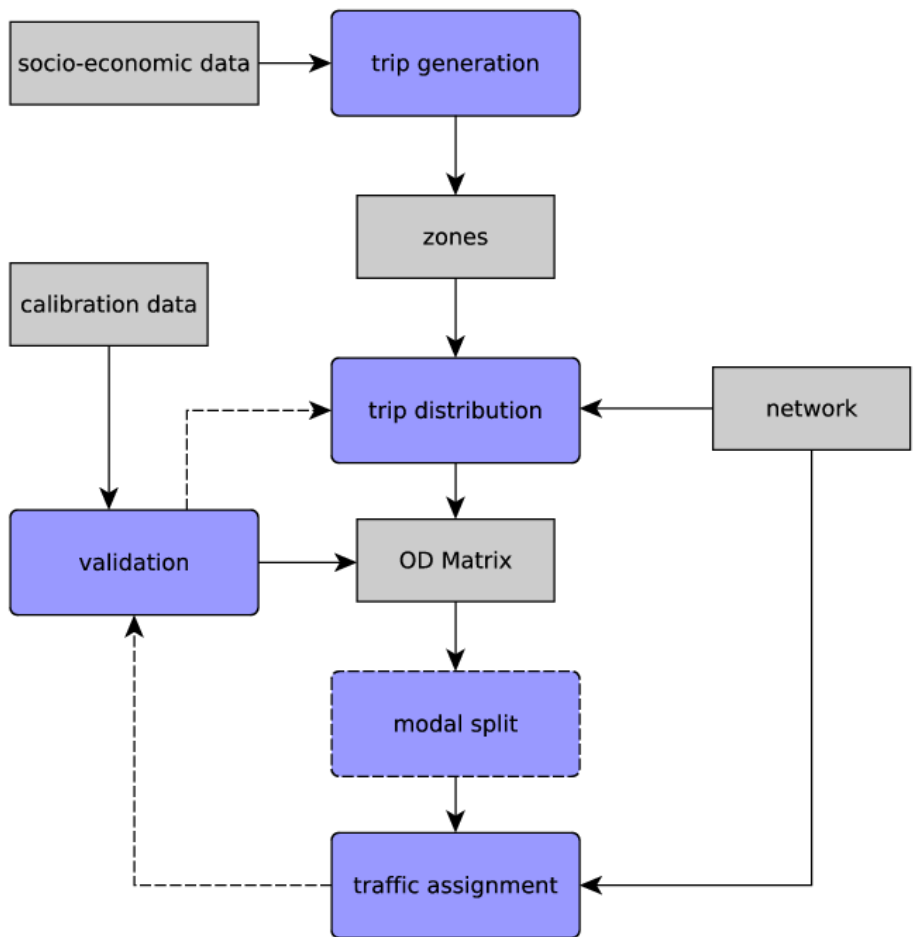 socio-economic data
trip generation
zones
calibration data
trip distribution
network
validation
OD Matrix
modal split
traffic assignment